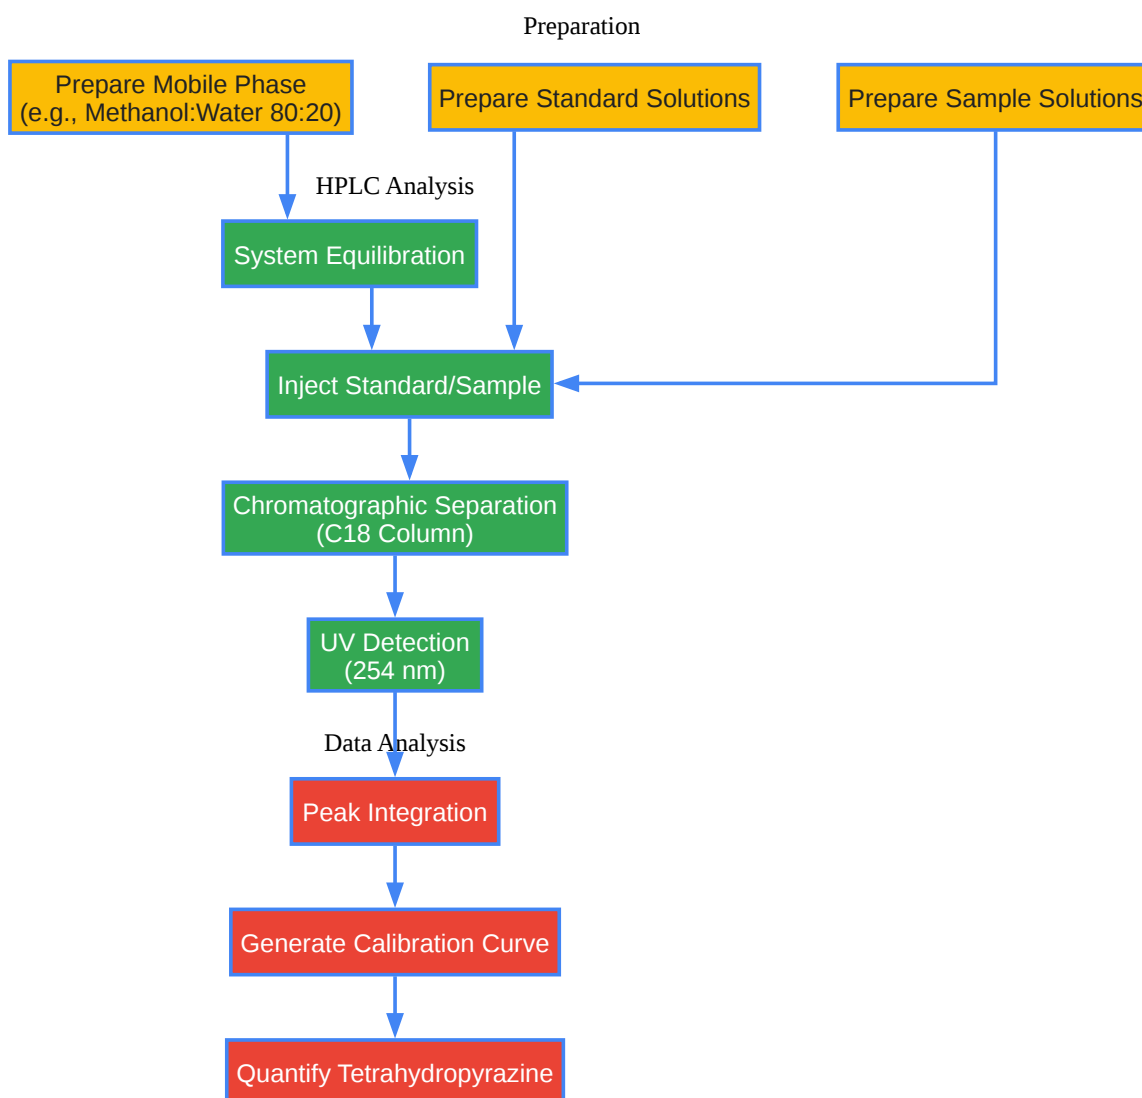 Preparation
Prepare Mobile Phase
(e.g., Methanol:Water 80:20)
Prepare Standard Solutions
Prepare Sample Solutions
HPLC Analysis
System Equilibration
Inject Standard/Sample
Chromatographic Separation
(C18 Column)
UV Detection
(254 nm)
Data Analysis
Peak Integration
Generate Calibration Curve
Quantify Tetrahydropyrazine